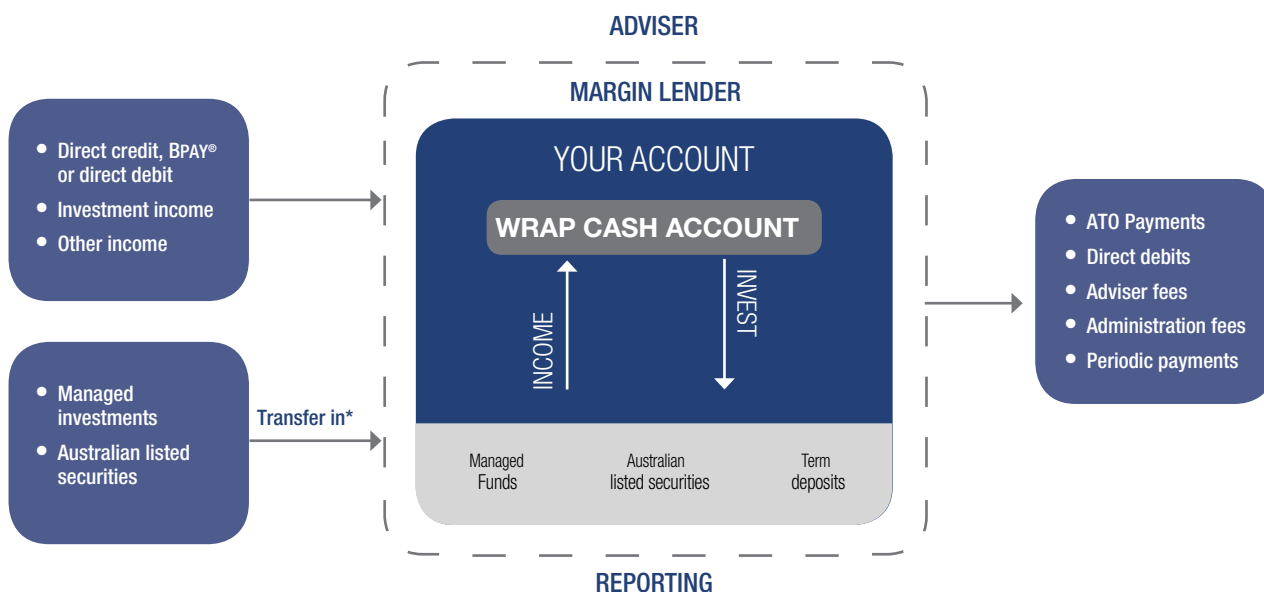 ADVISER
MARGIN LENDER
• Direct credit, BPAY®
or direct debit
• Investment income
• Other income
YOUR ACCOUNT
WRAP CASH ACCOUNT
INCOME
INVEST
• Managed
investments
• Australian listed
securities
Transfer in*
Managed
Funds
Australian
listed securities
Term
deposits
• ATO Payments
• Direct debits
• Adviser fees
• Administration fees
• Periodic payments
REPORTING